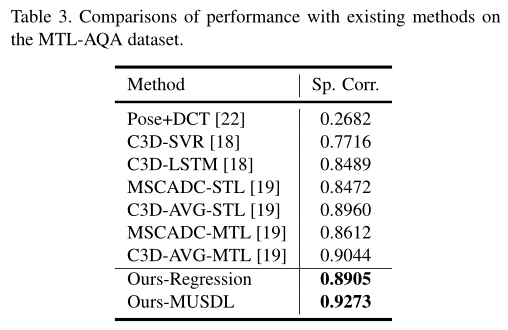 Table 3. Comparisons of performance with existing methods on
the MTL-AQA dataset.
Method Sp. Corr.
Pose+DCT [22] 0.2682
C3D-SVR [18] 0.7716
C3D-LSTM [18] 0.8489
MSCADC-STL [19] 0.8472
C3D-AVG-STL [19] 0.8960
MSCADC-MTL [19] 0.8612
C3D-AVG-MTL [19] 0.9044
Ours-Regression 0.8905
Ours-MUSDL 0.9273